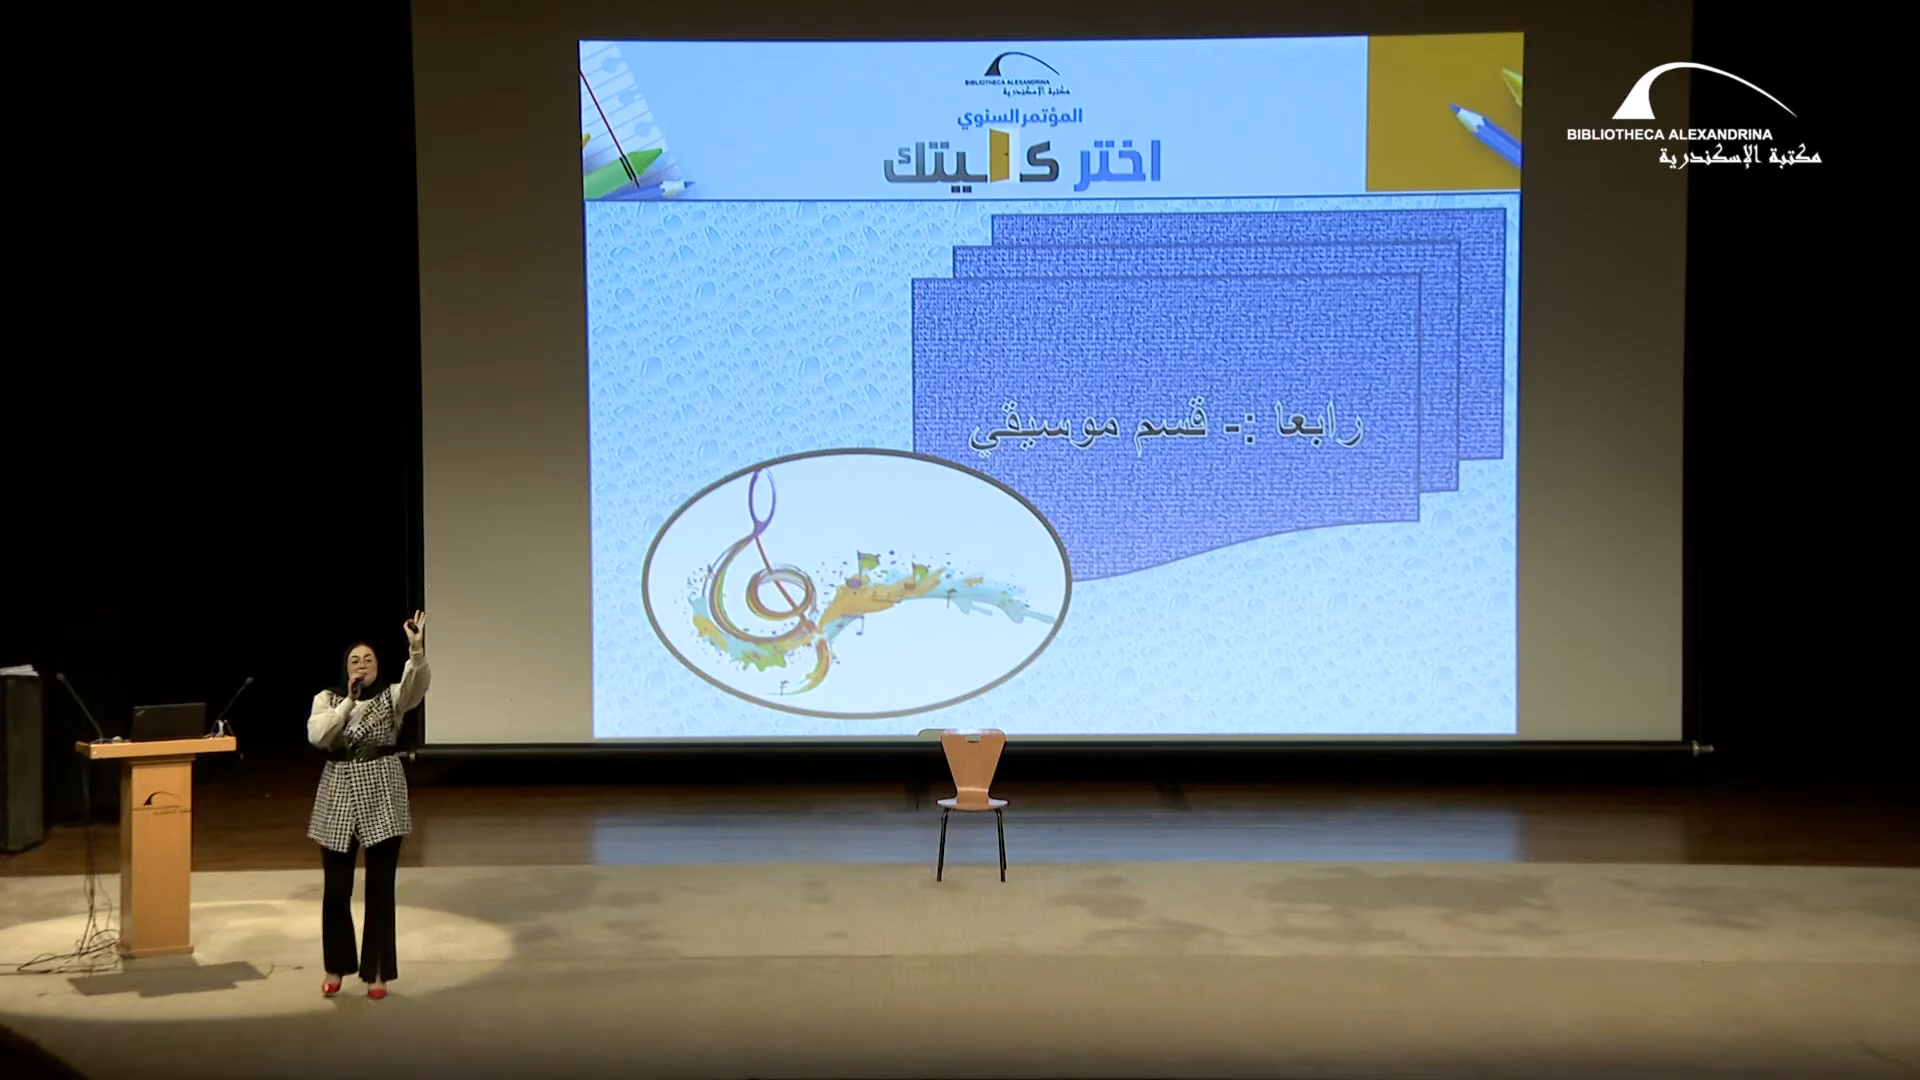 BIBLIOTHECA ALEXANDRINA
مكتبة الإسكندرية
المؤتمر السنوي
اختر كليتك
رابعا :- قسم موسيقي
BIBLIOTHECA ALEXANDRINA
مكتبة الإسكندرية